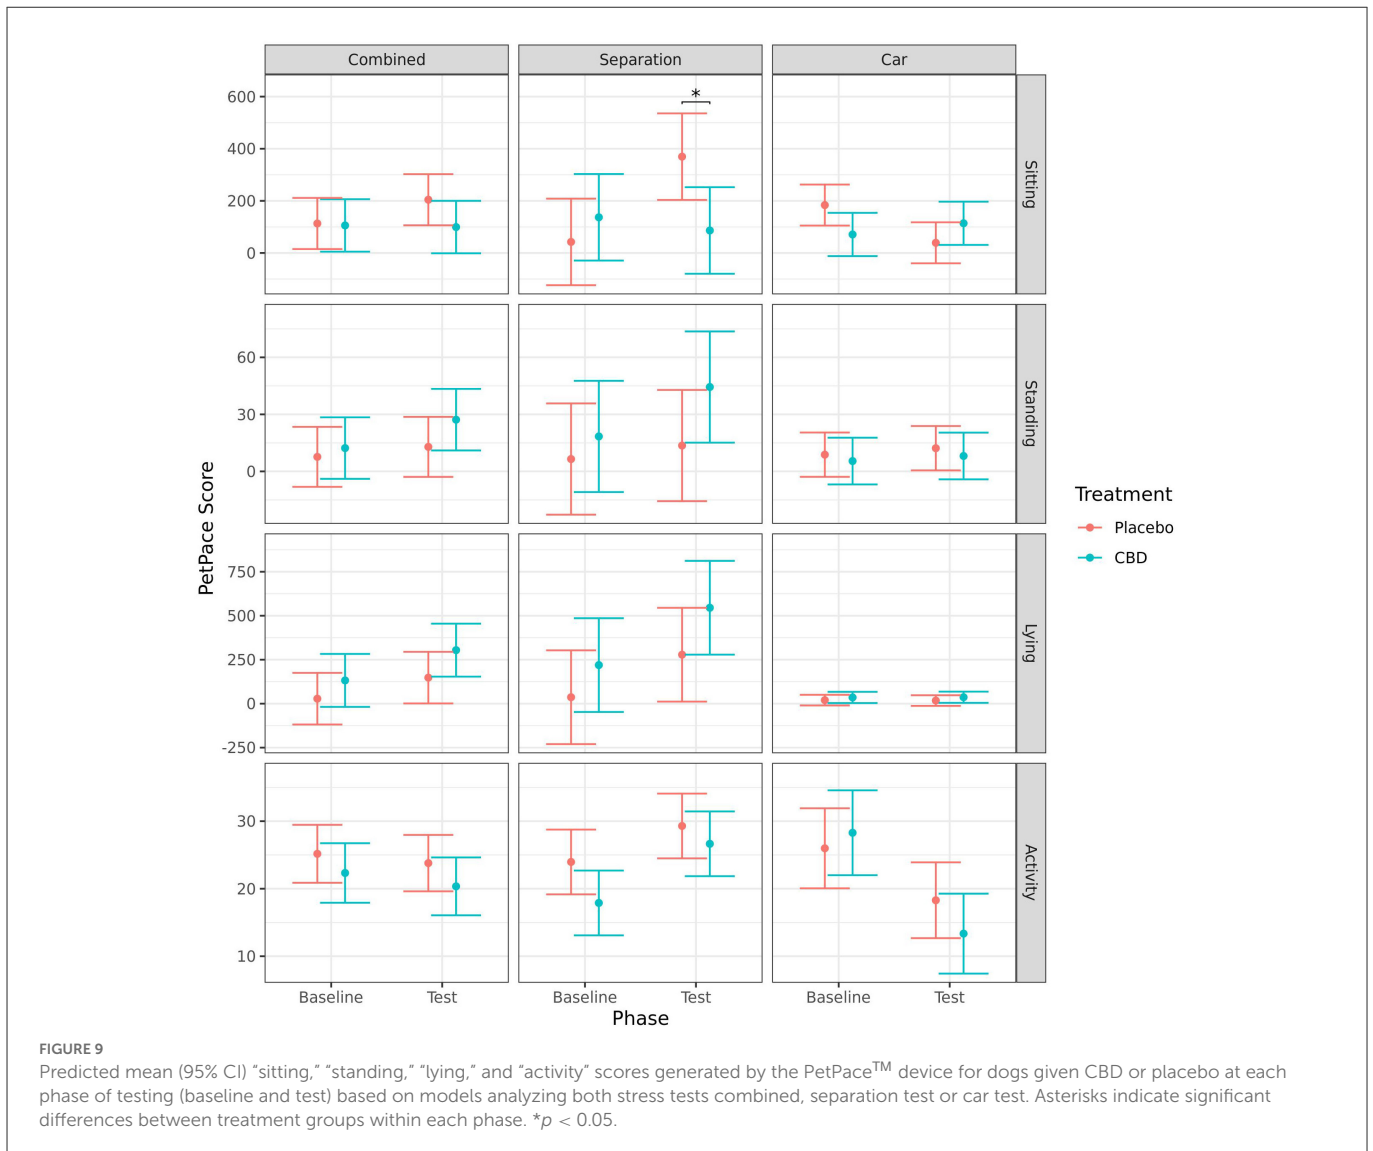 Combined Separation Car
600
400
200
0
*
Sitting
60
30
0
Standing
750
500
250
0
-250
Lying
30
20
10
Activity
PetPace Score
Baseline Test Baseline Test Baseline Test
Phase
Treatment
Placebo
CBD
FIGURE 9
Predicted mean (95% CI) “sitting,” “standing,” “lying,” and “activity” scores generated by the PetPace™ device for dogs given CBD or placebo at each
phase of testing (baseline and test) based on models analyzing both stress tests combined, separation test or car test. Asterisks indicate significant
differences between treatment groups within each phase. *p < 0.05.